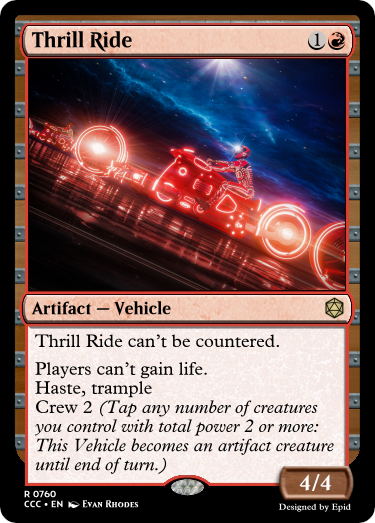 Thrill Ride 1
Artifact — Vehicle
Thrill Ride can't be countered.
Players can't gain life.
Haste, trample
Crew 2 (Tap any number of creatures
you control with total power 2 or more:
This Vehicle becomes an artifact creature
until end of turn.)
4/4
R 0760
CCC • EN Evan Rhodes
Designed by Epid